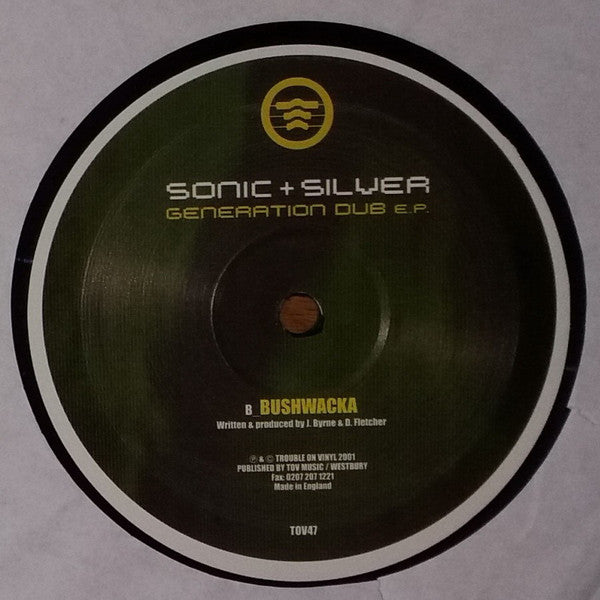 SONIC + SILVER
GENERATION DUB E.P.
B_BUSHWACKA
Written & produced by J. Byrne & D. Fletcher
℗ & © TROUBLE ON VINYL 2001
PUBLISHED BY TOV MUSIC / WESTBURY
Fax: 0207 207 1221
Made in England
TOV47